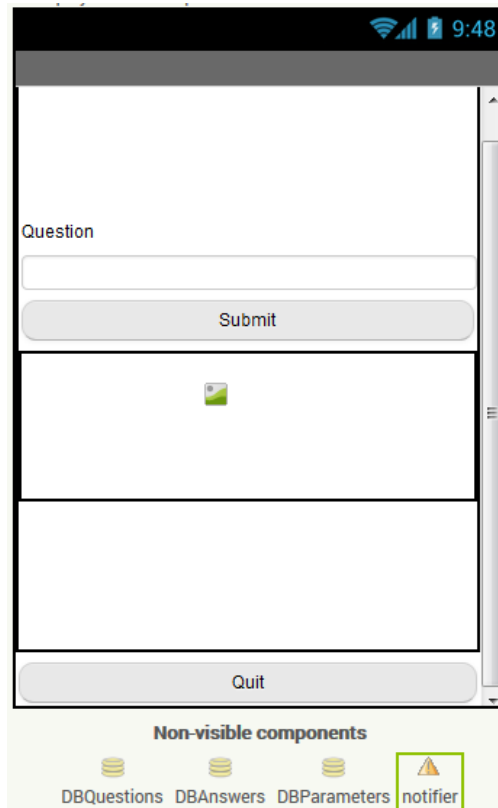 9:48
Question
Submit
Quit
Non-visible components
DBQuestions DBAnswers DBParameters notifier